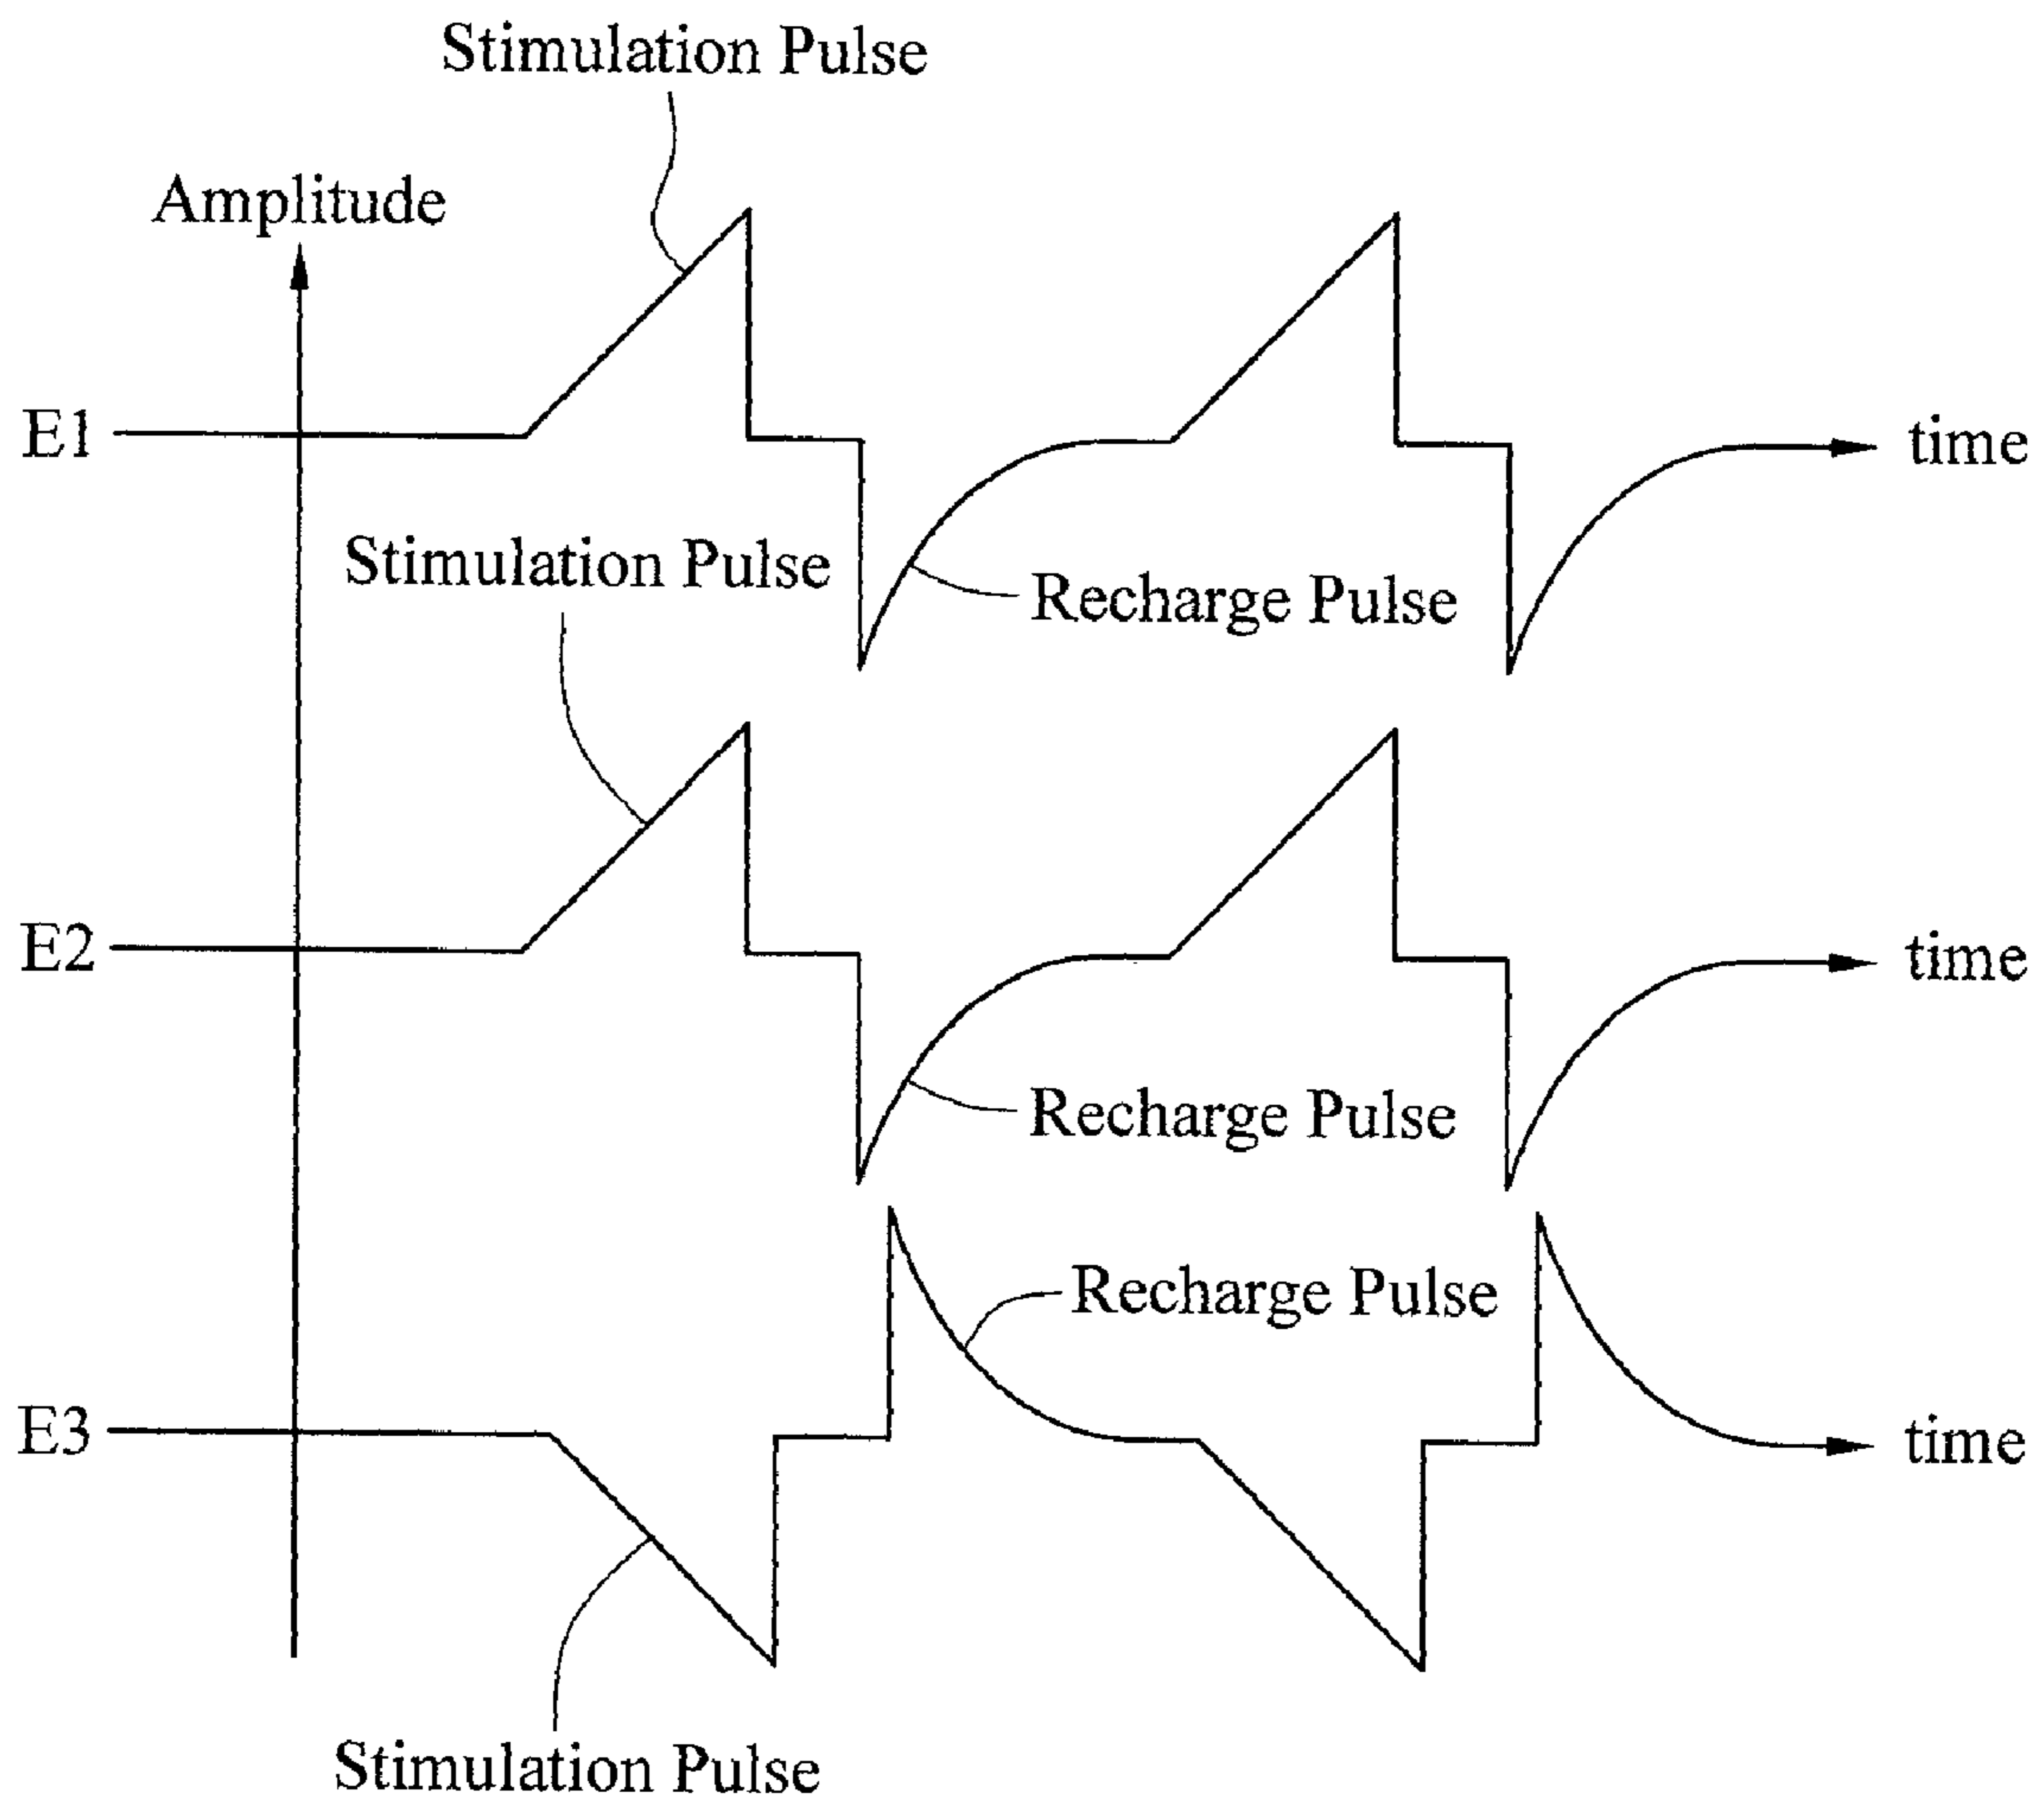 Stimulation Pulse
Amplitude
E1
time
Stimulation Pulse
Recharge Pulse
E2
time
Recharge Pulse
Recharge Pulse
E3
time
Stimulation Pulse